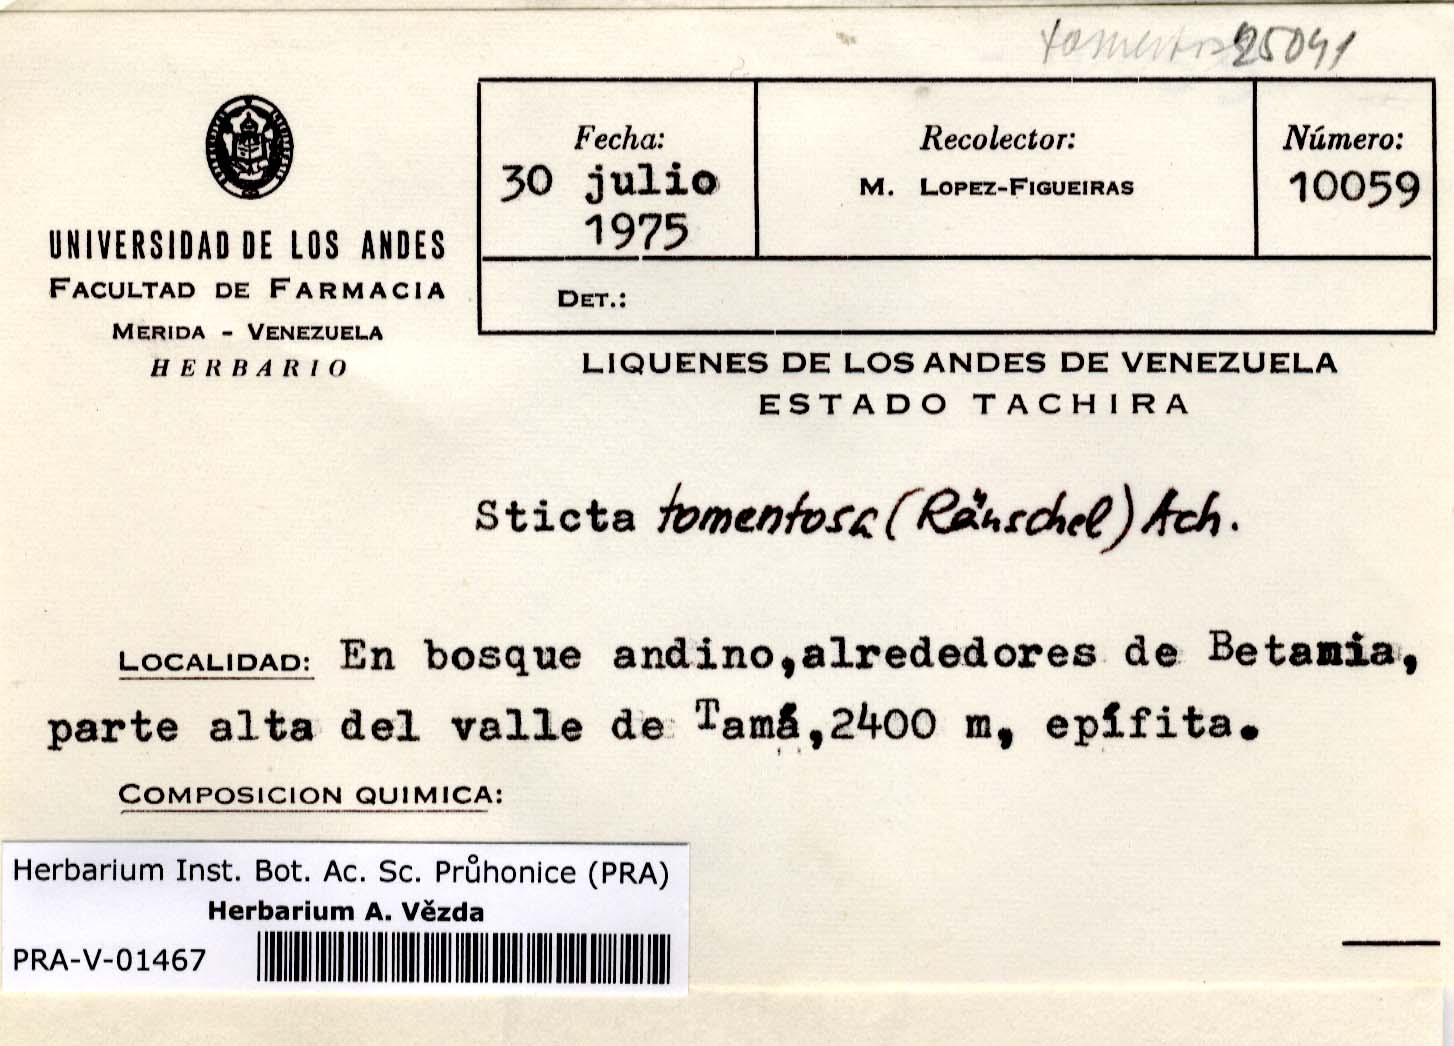 tomentosa 25091
Fecha:
30 julio
1975
Recolector:
M. LOPEZ-FIGUEIRAS
Número:
10059
DET.:
UNIVERSIDAD DE LOS ANDES
FACULTAD DE FARMACIA
MERIDA - VENEZUELA
HERBARIO
LIQUENES DE LOS ANDES DE VENEZUELA
ESTADO TACHIRA
Sticta tomentosa (Räuschel) Ach.
LOCALIDAD: En bosque andino, alrededores de Betania,
parte alta del valle de Tamá, 2400 m, epífita.
COMPOSICION QUIMICA:
Herbarium Inst. Bot. Ac. Sc. Průhonice (PRA)
Herbarium A. Vězda
PRA-V-01467